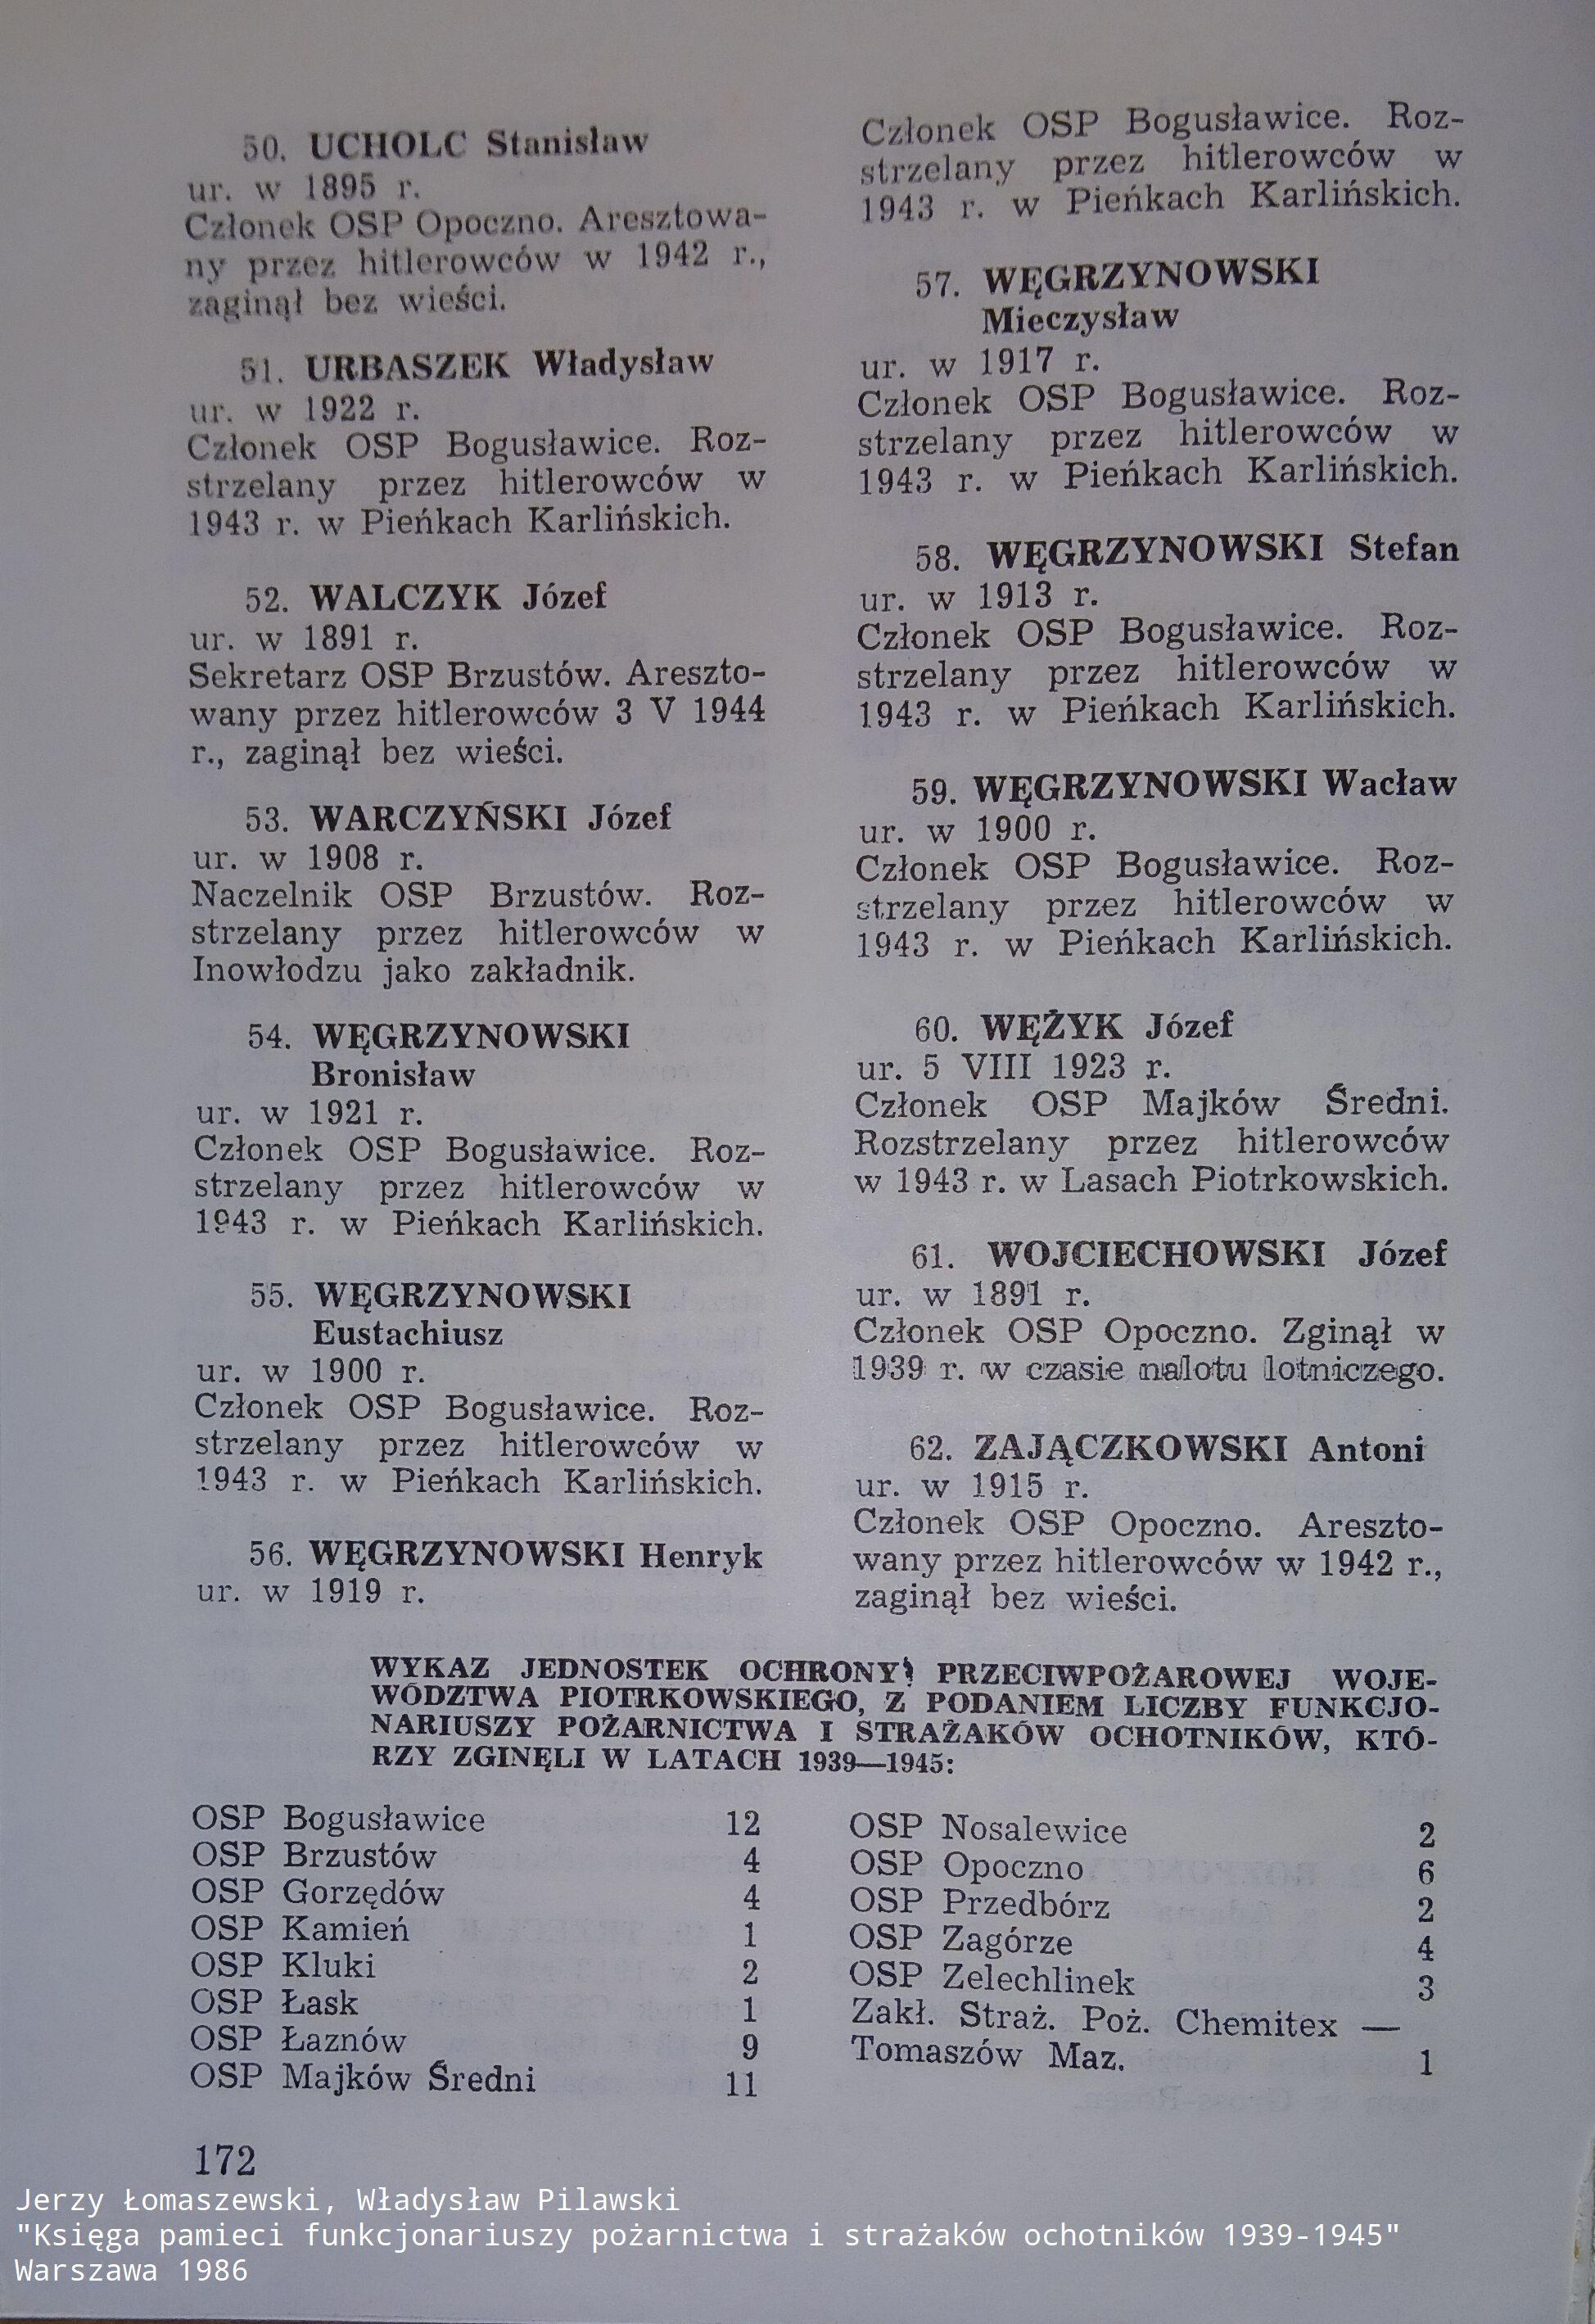 50. UCHOLC Stanisław
ur. w 1895 r.
Członek OSP Opoczno. Aresztowa-
ny przez hitlerowców w 1942 r.,
zaginął bez wieści.
51. URBASZEK Władysław
ur. w 1922 r.
Członek OSP Bogusławice. Roz-
strzelany przez hitlerowców w
1943 r. w Pieńkach Karlińskich.
52. WALCZYK Józef
ur. w 1891 r.
Sekretarz OSP Brzustów. Areszto-
wany przez hitlerowców 3 V 1944
r., zaginął bez wieści.
53. WARCZYŃSKI Józef
ur. w 1908 r.
Naczelnik OSP Brzustów. Roz-
strzelany przez hitlerowców w
Inowłodzu jako zakładnik.
54. WĘGRZYNOWSKI
Bronisław
ur. w 1921 r.
Członek OSP Bogusławice. Roz-
strzelany przez hitlerowców w
1943 r. w Pieńkach Karlińskich.
55. WĘGRZYNOWSKI
Eustachiusz
ur. w 1900 r.
Członek OSP Bogusławice. Roz-
strzelany przez hitlerowców w
1943 r. w Pieńkach Karlińskich.
56. WĘGRZYNOWSKI Henryk
ur. w 1919 r.
Członek OSP Bogusławice. Roz-
strzelany przez hitlerowców w
1943 r. w Pieńkach Karlińskich.
57. WĘGRZYNOWSKI
Mieczysław
ur. w 1917 r.
Członek OSP Bogusławice. Roz-
strzelany przez hitlerowców w
1943 r. w Pieńkach Karlińskich.
58. WĘGRZYNOWSKI Stefan
ur. w 1913 r.
Członek OSP Bogusławice. Roz-
strzelany przez hitlerowców w
1943 r. w Pieńkach Karlińskich.
59. WĘGRZYNOWSKI Wacław
ur. w 1900 r.
Członek OSP Bogusławice. Roz-
strzelany przez hitlerowców w
1943 r. w Pieńkach Karlińskich.
60. WĘŻYK Józef
ur. 5 VIII 1923 r.
Członek OSP Majków Średni.
Rozstrzelany przez hitlerowców
w 1943 r. w Lasach Piotrkowskich.
61. WOJCIECHOWSKI Józef
ur. w 1891 r.
Członek OSP Opoczno. Zginął w
1939 r. w czasie nalotu lotniczego.
62. ZAJĄCZKOWSKI Antoni
ur. w 1915 r.
Członek OSP Opoczno. Areszto-
wany przez hitlerowców w 1942 r.,
zaginął bez wieści.
WYKAZ JEDNOSTEK OCHRONY PRZECIWPOŻAROWEJ WOJE-
WÓDZTWA PIOTRKOWSKIEGO, Z PODANIEM LICZBY FUNKCJO-
NARIUSZY POŻARNICTWA I STRAŻAKÓW OCHOTNIKÓW, KTÓ-
RZY ZGINĘLI W LATACH 1939—1945:
OSP Bogusławice 12
OSP Brzustów 4
OSP Gorzędów 4
OSP Kamień 1
OSP Kluki 2
OSP Łask 1
OSP Łaznów 9
OSP Majków Średni 11
OSP Nosalewice 2
OSP Opoczno 6
OSP Przedbórz 2
OSP Zagórze 4
OSP Zelechlinek 3
Zakł. Straż. Poż. Chemitex —
Tomaszów Maz. 1
172
Jerzy Łomaszewski, Władysław Pilawski
"Księga pamieci funkcjonariuszy pożarnictwa i strażaków ochotników 1939-1945"
Warszawa 1986